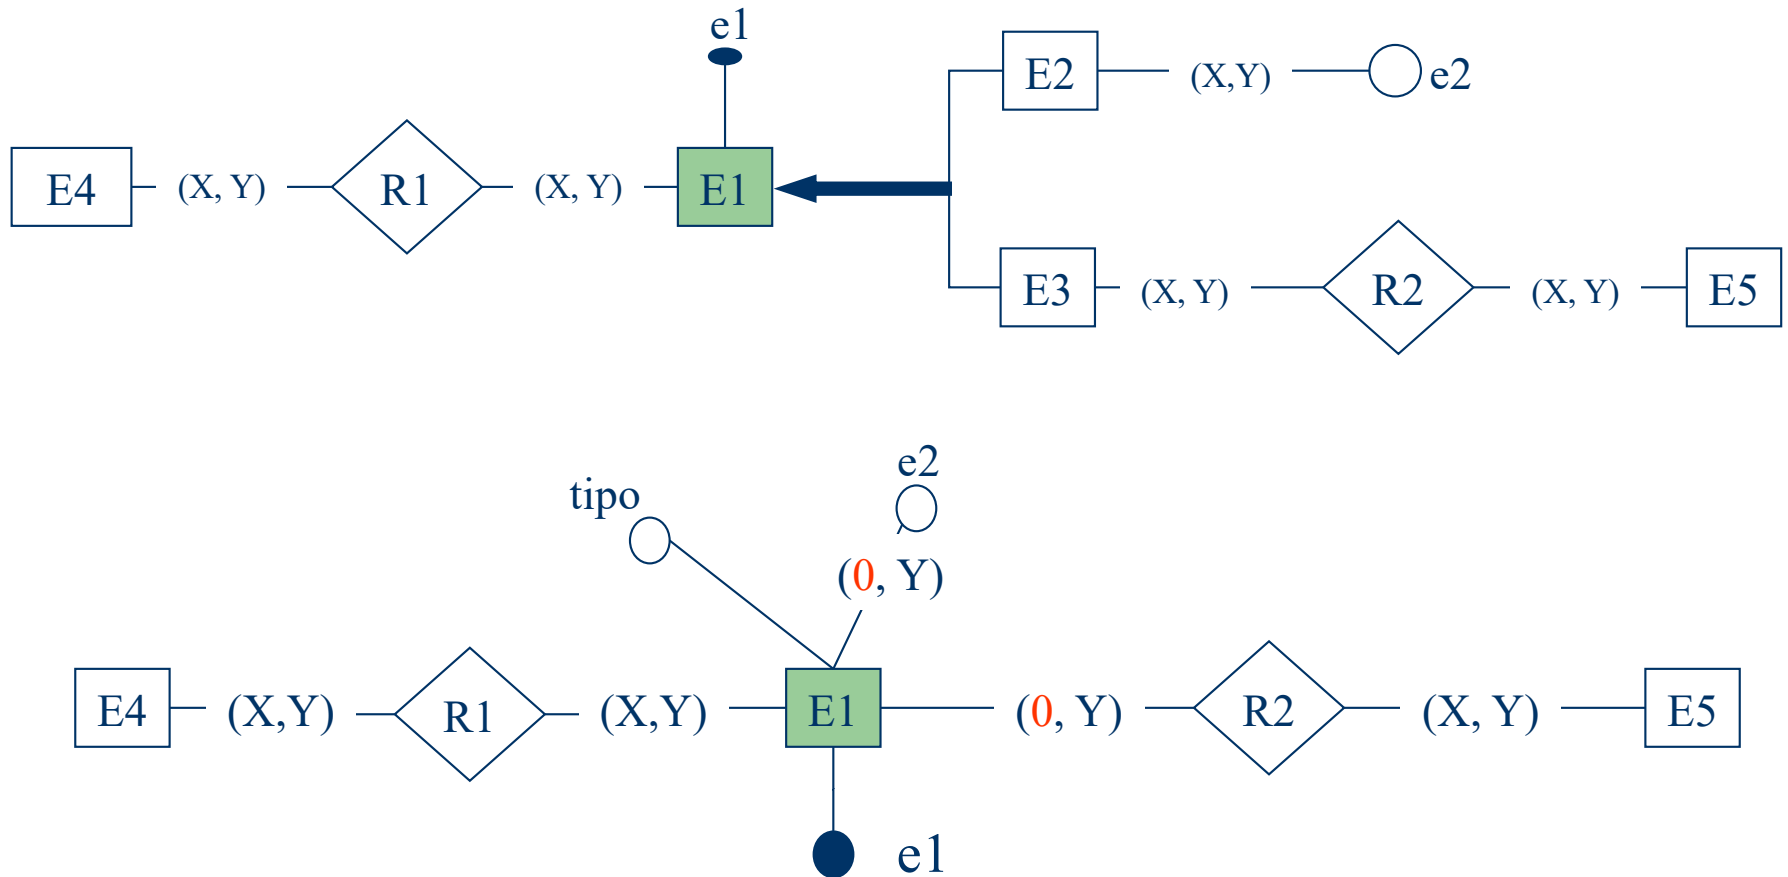 e1
E2 (X,Y) e2
E4 (X, Y) R1 (X, Y) E1
E3 (X, Y) R2 (X, Y) E5
e2
tipo
(0, Y)
E4 (X,Y) R1 (X,Y) E1 (0, Y) R2 (X, Y) E5
e1